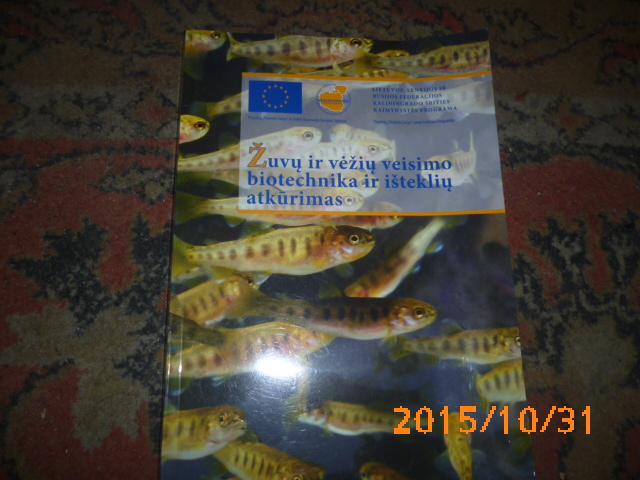 LIETUVOS, LENKIJOS IR
RUSIJOS FEDERACIJOS
KALININGRADO SRITIES
KAIMYNYSTĖS PROGRAMA
Žuvų ir vėžių veisimo
biotechnika ir išteklių
atkūrimas
2015/10/31